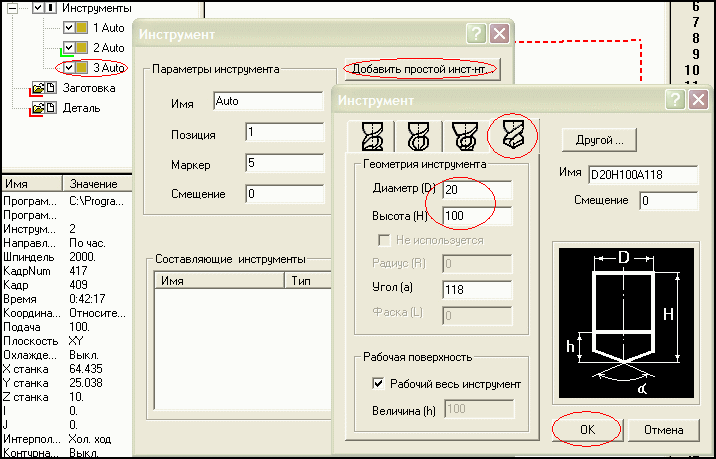 Инструменты
1 Auto
2 Auto
3 Auto
Заготовка
Деталь
Имя Значение
Програм... C:\Progra...
Програм...
Инструм... 2
Направл... По час.
Шпиндель 2000.
КадрNum 417
Кадр 409
Время 0:42:17
Координа... Относите...
Подача 100.
Плоскость XY
Охлажде... Выкл.
X станка 64.435
Y станка 25.038
Z станка 10.
I 0.
J 0.
Интерпол... Хол. ход
Контурна... Выкл.
Инструмент
Параметры инструмента
Добавить простой инст-нт.
Имя Auto
Позиция 1
Маркер 5
Смещение 0
Составляющие инструменты
Имя Тип
6
7
8
9
10
11
Инструмент
Другой ...
Геометрия инструмента
Диаметр (D) 20
Высота (H) 100
Не используется
Радиус (R) 0
Угол (a) 118
Фаска (L) 0
Рабочая поверхность
Рабочий весь инструмент
Величина (h) 100
Имя D20H100A118
Смещение 0
D
H
h
α
OK
Отмена